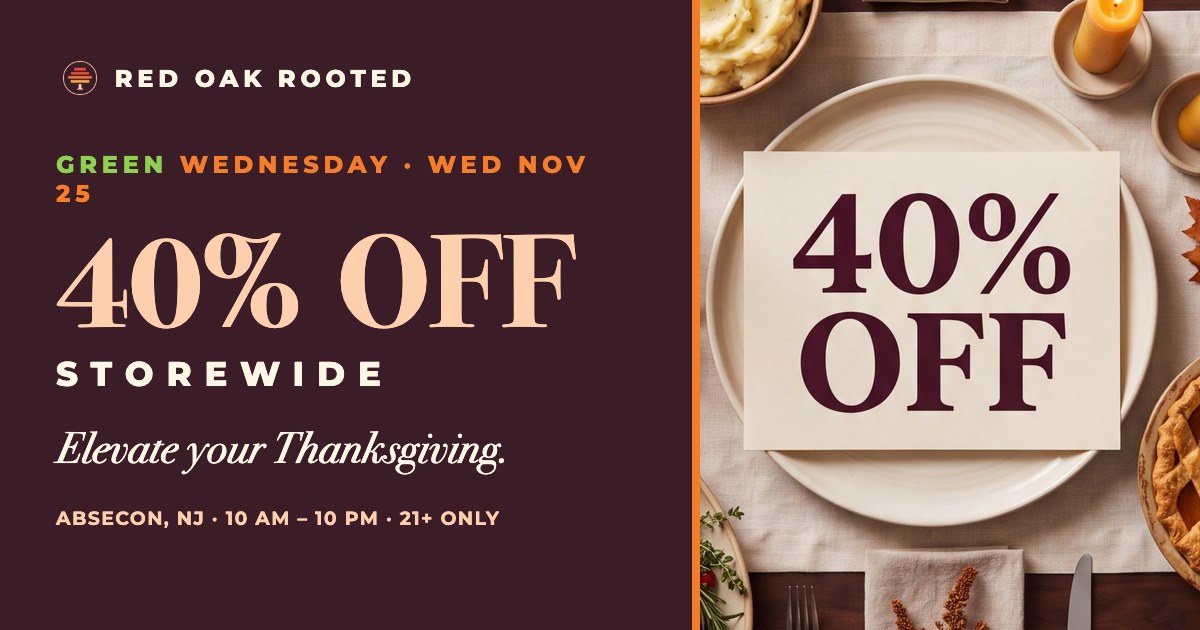 RED OAK ROOTED
GREEN WEDNESDAY · WED NOV
25
40% OFF
STOREWIDE
Elevate your Thanksgiving.
ABSECON, NJ · 10 AM – 10 PM · 21+ ONLY
40%
OFF